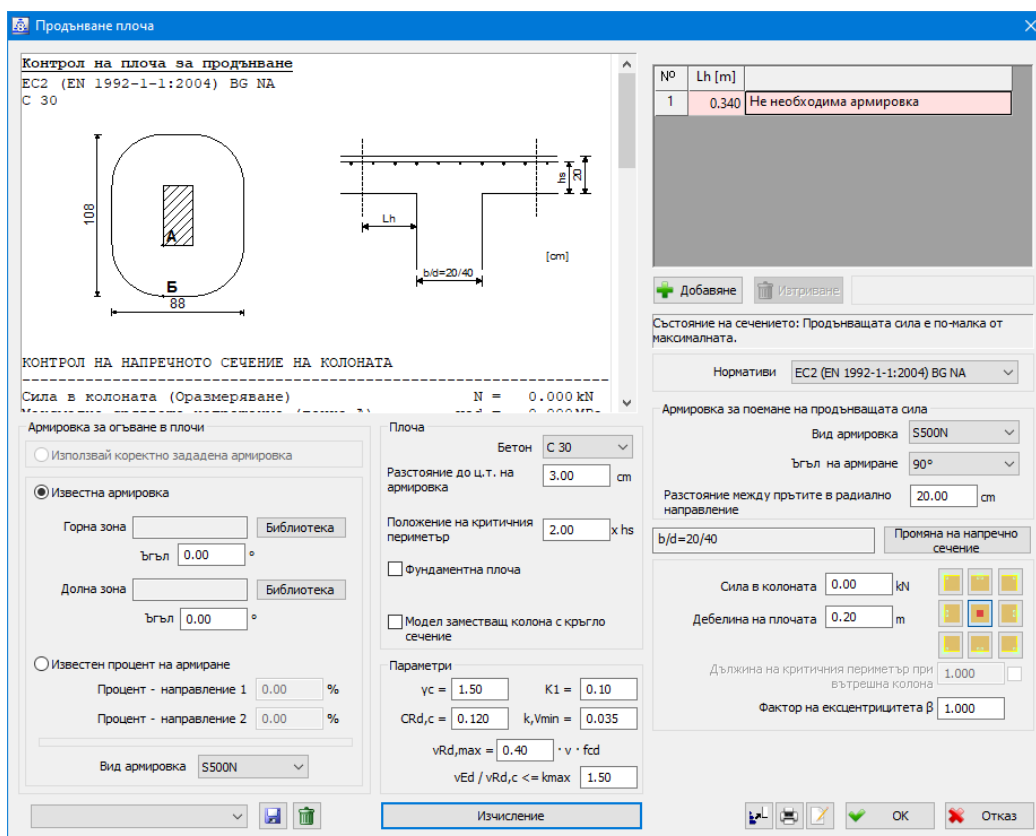 Продънване плоча
Контрол на плоча за продънване
EC2 (EN 1992-1-1:2004) BG NA
C 30
108
А
Б
88
hs
20
Lh
[cm]
b/d=20/40
КОНТРОЛ НА НАПРЕЧНОТО СЕЧЕНИЕ НА КОЛОНАТА
Сила в колоната (Оразмеряване) N = 0.000 kN
Nº Lh [m]
1 0.340 Не необходима армировка
Добавяне Изтриване
Състояние на сечението: Продънващата сила е по-малка от
максималната.
Нормативи EC2 (EN 1992-1-1:2004) BG NA
Армировка за поемане на продънващата сила
Вид армировка S500N
Ъгъл на армиране 90°
Разстояние между прътите в радиално
направление
20.00 cm
b/d=20/40
Промяна на напречно
сечение
Сила в колоната 0.00 kN
Дебелина на плочата 0.20 m
Дължина на критичния периметър при
вътрешна колона
1.000
Фактор на ексцентрицитета β 1.000
Армировка за огъване в плочи
Използвай коректно зададена армировка
Известна армировка
Горна зона Библиотека
Ъгъл 0.00 °
Долна зона Библиотека
Ъгъл 0.00 °
Известен процент на армиране
Процент - направление 1 0.00 %
Процент - направление 2 0.00 %
Вид армировка S500N
Плоча
Бетон C 30
Разстояние до ц.т. на
армировка
3.00 cm
Положение на критичния
периметър
2.00 x hs
Фундаментна плоча
Модел заместващ колона с кръгло
сечение
Параметри
γc = 1.50 K1 = 0.10
CRd,c = 0.120 k,Vmin = 0.035
vRd,max = 0.40 · ν · fcd
vEd / vRd,c <= kmax 1.50
Изчисление
OK Отказ